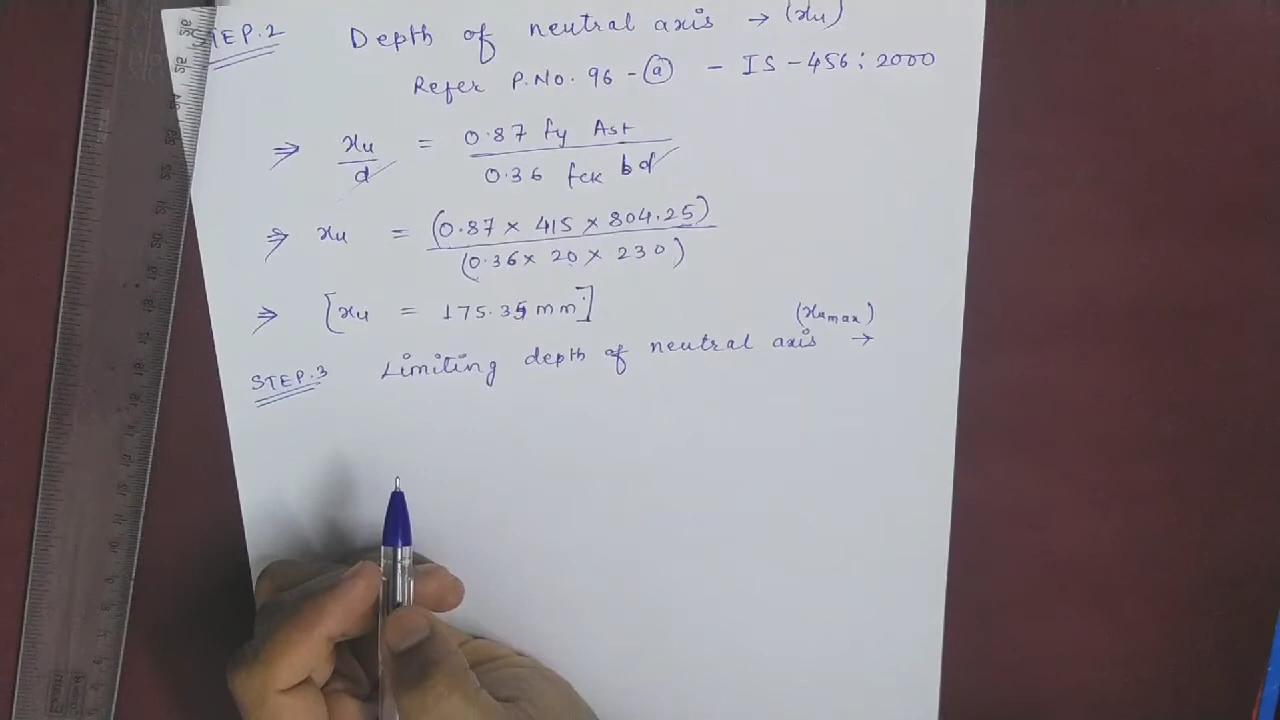 STEP.2 Depth of neutral axis → (xu)
Refer P.No. 96 - (a) - IS - 456 : 2000
⇒ xu/d = 0.87 fy Ast / 0.36 fck b d
⇒ xu = (0.87 × 415 × 804.25) / (0.36 × 20 × 230)
⇒ [xu = 175.35 mm]
(xumax)
STEP.3 Limiting depth of neutral axis →